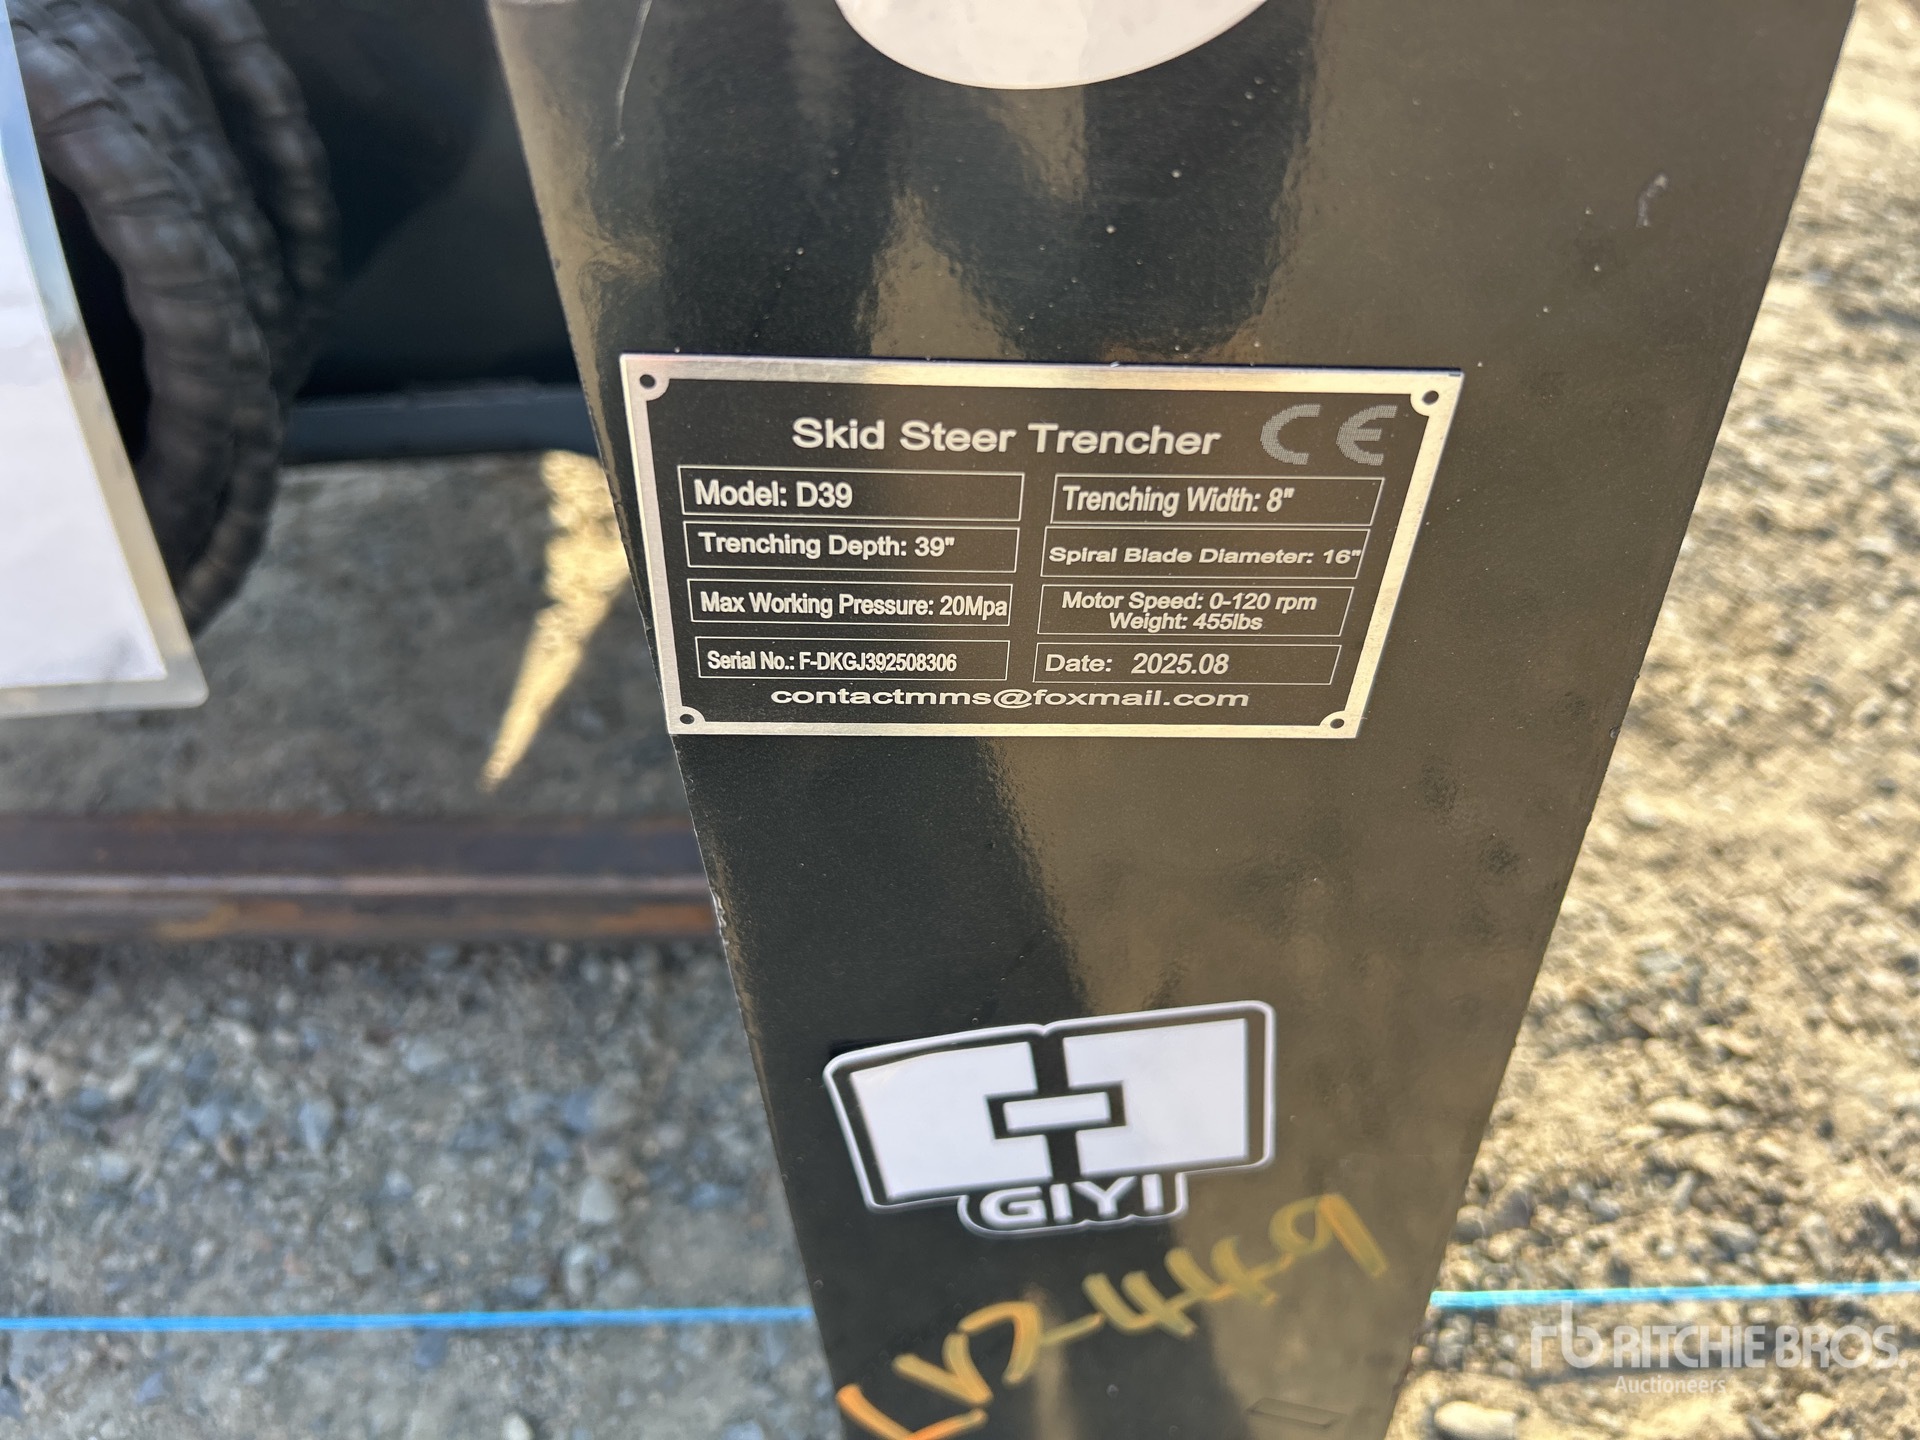 Skid Steer Trencher CE
Model: D39
Trenching Width: 8"
Trenching Depth: 39"
Spiral Blade Diameter: 16"
Max Working Pressure: 20Mpa
Motor Speed: 0-120 rpm
Weight: 455lbs
Serial No.: F-DKGJ392508306
Date: 2025.08
contactmms@foxmail.com
GIYI
rb RITCHIE BROS.
Auctioneers